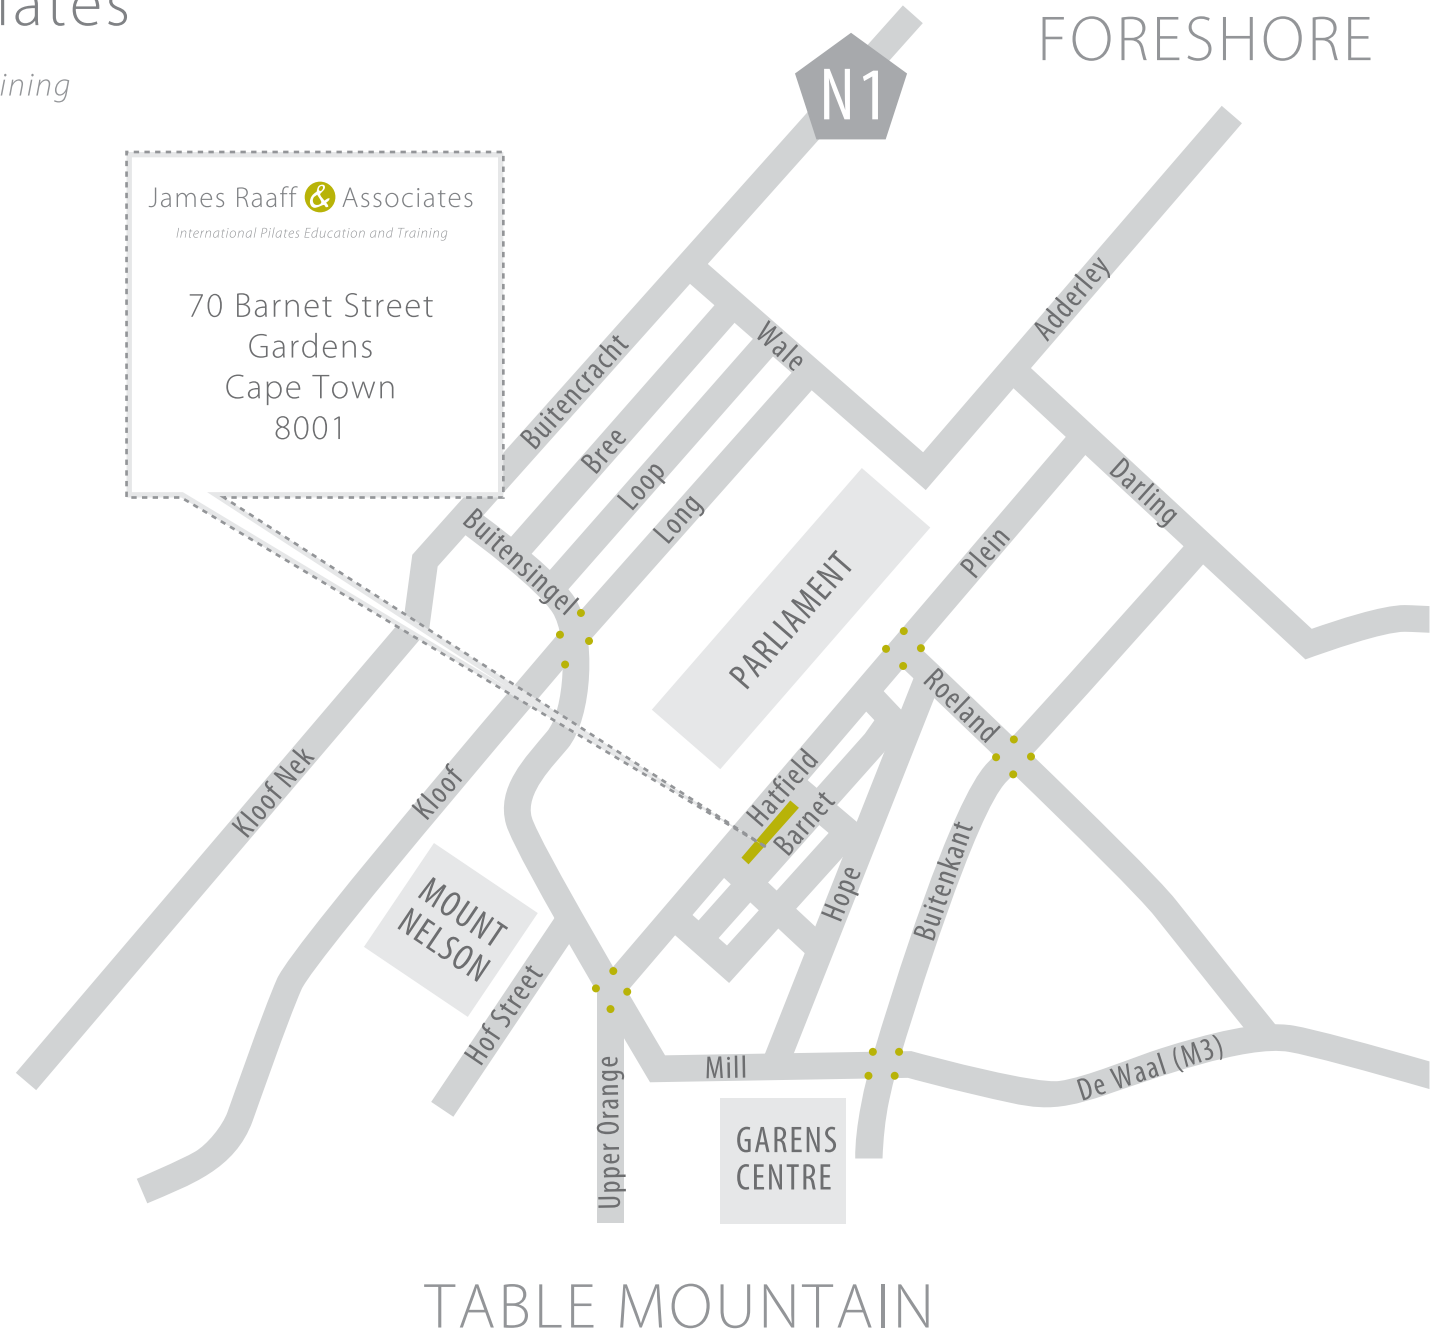 iates
ining
FORESHORE
N1
James Raaff & Associates
International Pilates Education and Training
70 Barnet Street
Gardens
Cape Town
8001
Adderley
Wale
Buitencracht
Bree
Loop
Long
Buitensingel
Darling
Plein
PARLIAMENT
Roeland
Kloof Nek
Kloof
Hatfield
Barnet
Hope
Buitenkant
MOUNT
NELSON
Hof Street
Upper Orange
Mill
De Waal (M3)
GARENS
CENTRE
TABLE MOUNTAIN